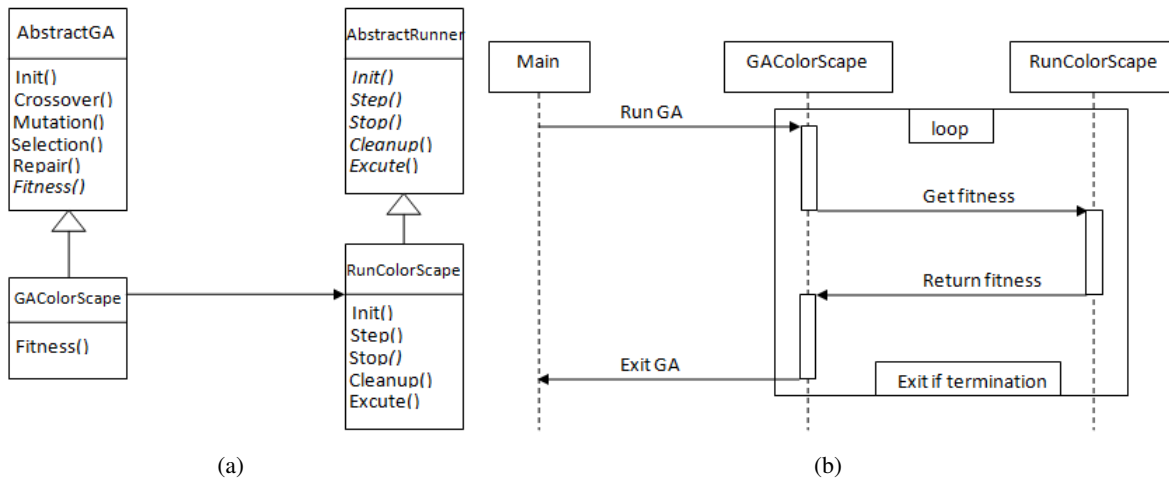 AbstractGA
Init()
Crossover()
Mutation()
Selection()
Repair()
Fitness()
GAColorScape
Fitness()
AbstractRunner
Init()
Step()
Stop()
Cleanup()
Excute()
RunColorScape
Init()
Step()
Stop()
Cleanup()
Excute()
(a)
Main
GAColorScape
RunColorScape
Run GA
loop
Get fitness
Return fitness
Exit GA
Exit if termination
(b)